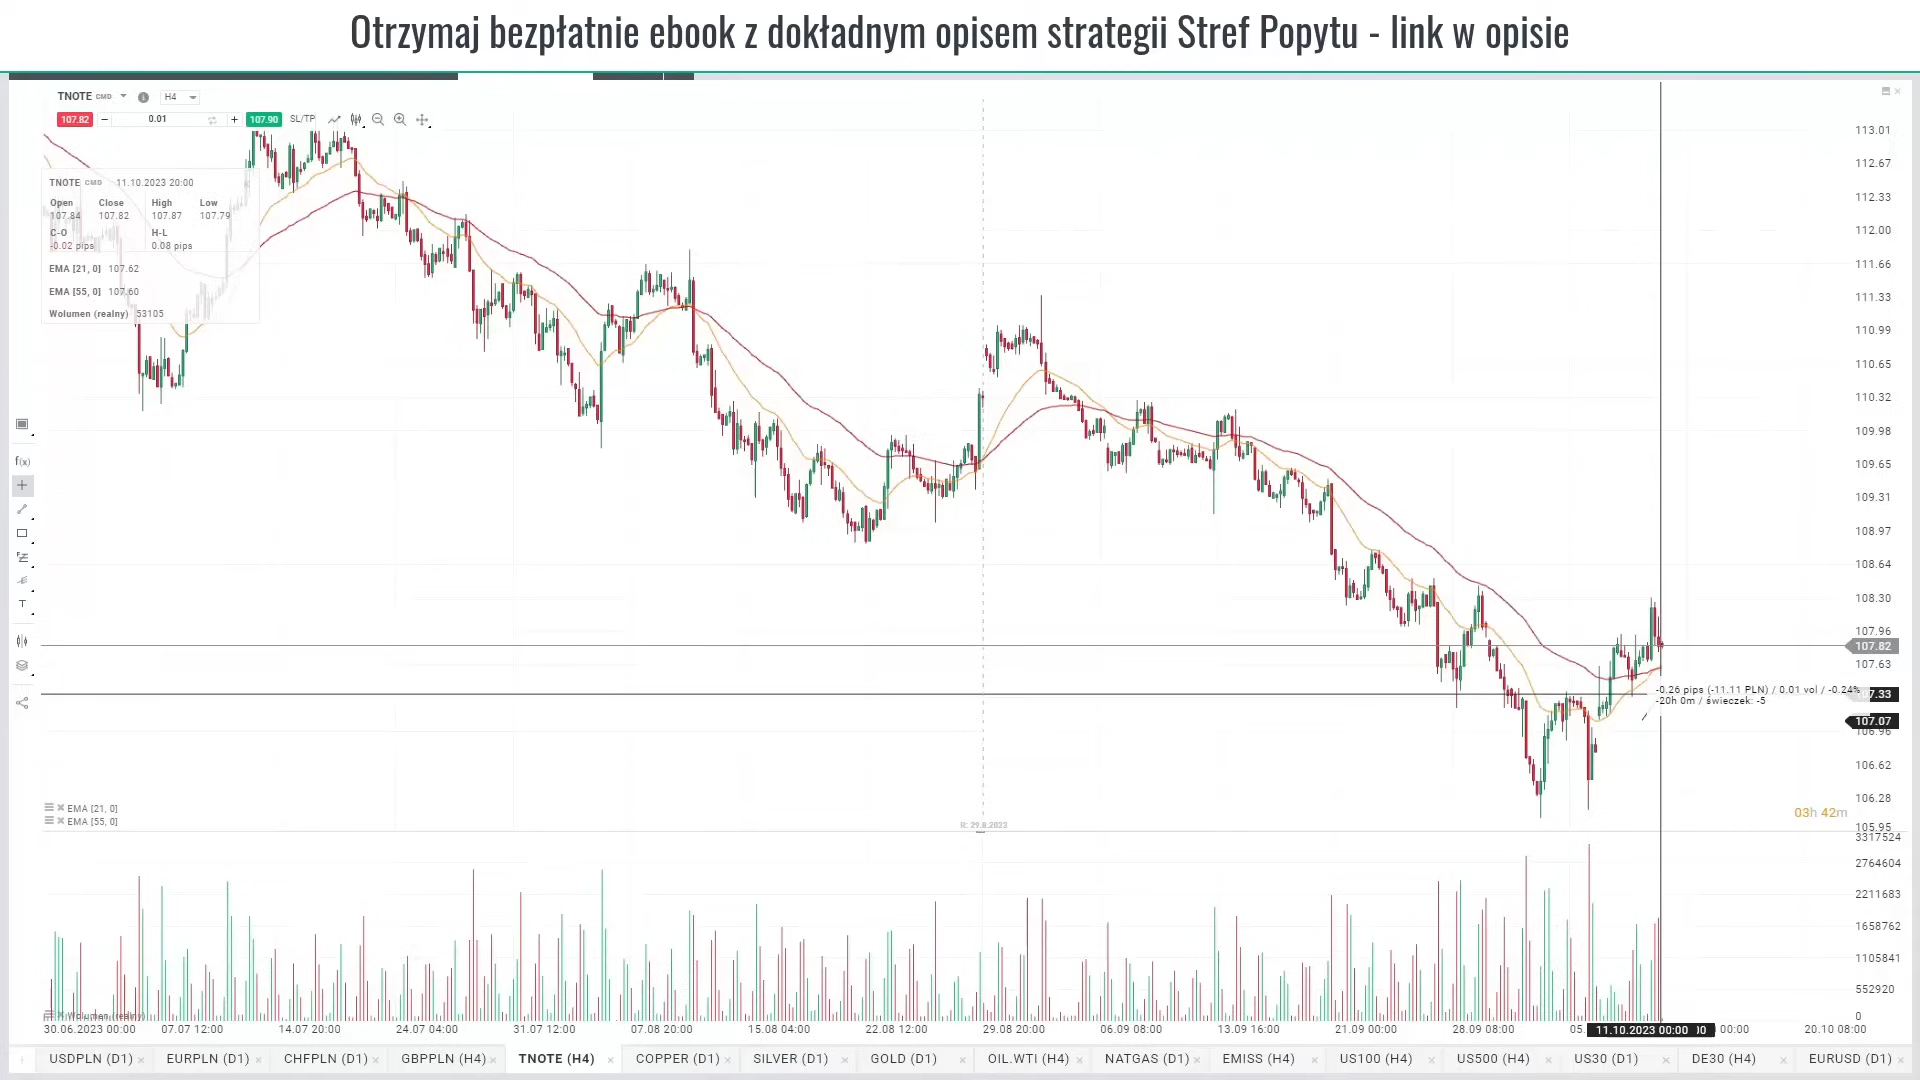 Otrzymaj bezpłatnie ebook z dokładnym opisem strategii Stref Popytu - link w opisie
TNOTE CMD H4
107.82 0.01 107.90 SL/TP
TNOTE CMD 11.10.2023 20:00
Open Close High Low
107.84 107.82 107.87 107.79
C-O H-L
-0.02 pips 0.08 pips
EMA [21, 0] 107.62
EMA [55, 0] 107.60
Wolumen (realny) 53105
113.01
112.67
112.33
112.00
111.66
111.33
110.99
110.65
110.32
109.98
109.65
109.31
108.97
108.64
108.30
107.96
107.82
107.63
-0.26 pips (-11.11 PLN) / 0.01 vol / -0.24%
7.33
-20h 0m / świeczek: -5
107.07
106.96
106.62
106.28
105.95
f(x)
T
EMA [21, 0]
EMA [55, 0]
03h 42m
R: 29.8.2023
3317524
2764604
2211683
1658762
1105841
552920
0
Wolumen (realny)
30.06.2023 00:00 07.07 12:00 14.07 20:00 24.07 04:00 31.07 12:00 07.08 20:00 15.08 04:00 22.08 12:00 29.08 20:00 06.09 08:00 13.09 16:00 21.09 00:00 28.09 08:00 05. 11.10.2023 00:00 00:00 20.10 08:00
USDPLN (D1) EURPLN (D1) CHFPLN (D1) GBPPLN (H4) TNOTE (H4) COPPER (D1) SILVER (D1) GOLD (D1) OIL.WTI (H4) NATGAS (D1) EMISS (H4) US100 (H4) US500 (H4) US30 (D1) DE30 (H4) EURUSD (D1)